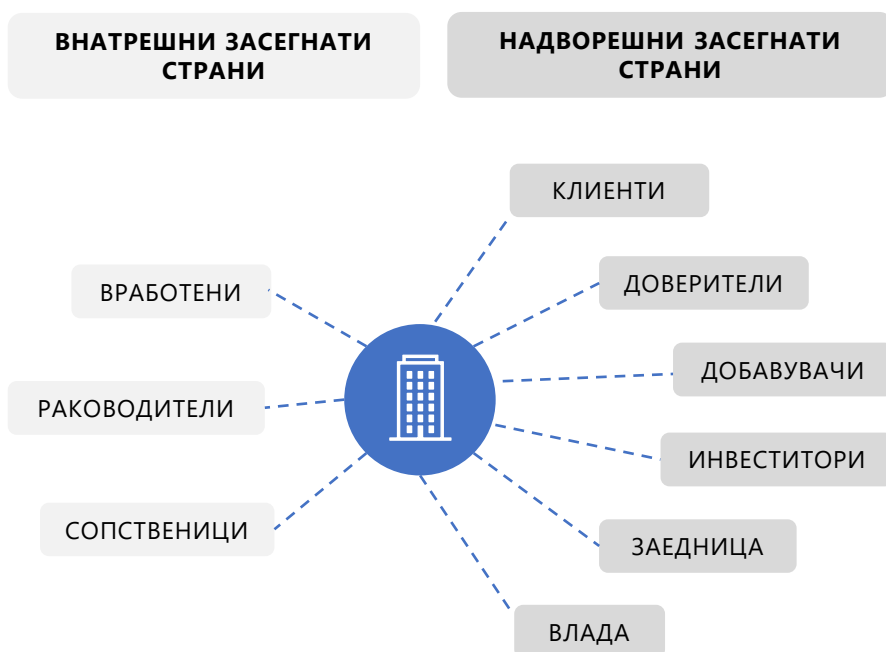 ВНАТРЕШНИ ЗАСЕГНАТИ
СТРАНИ
НАДВОРЕШНИ ЗАСЕГНАТИ
СТРАНИ
ВРАБОТЕНИ
РАКОВОДИТЕЛИ
СОПСТВЕНИЦИ
КЛИЕНТИ
ДОВЕРИТЕЛИ
ДОБАВУВАЧИ
ИНВЕСТИТОРИ
ЗАЕДНИЦА
ВЛАДА